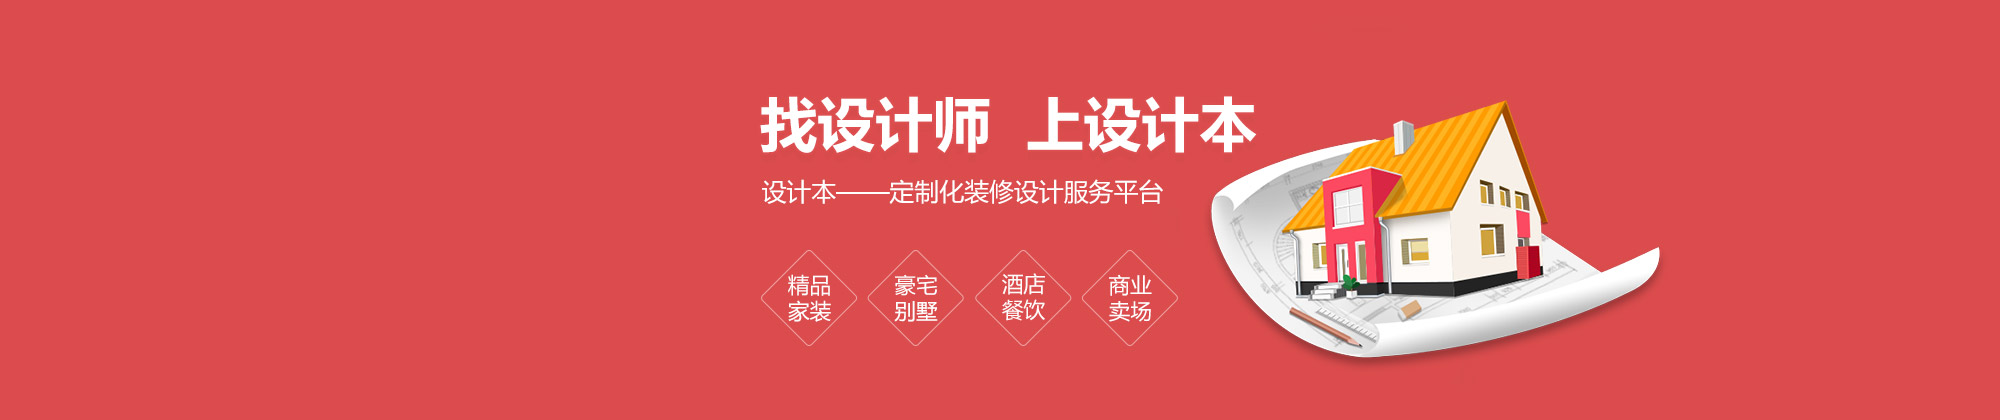 找设计师 上设计本
设计本——定制化装修设计服务平台
精品
家装
豪宅
别墅
酒店
餐饮
商业
卖场